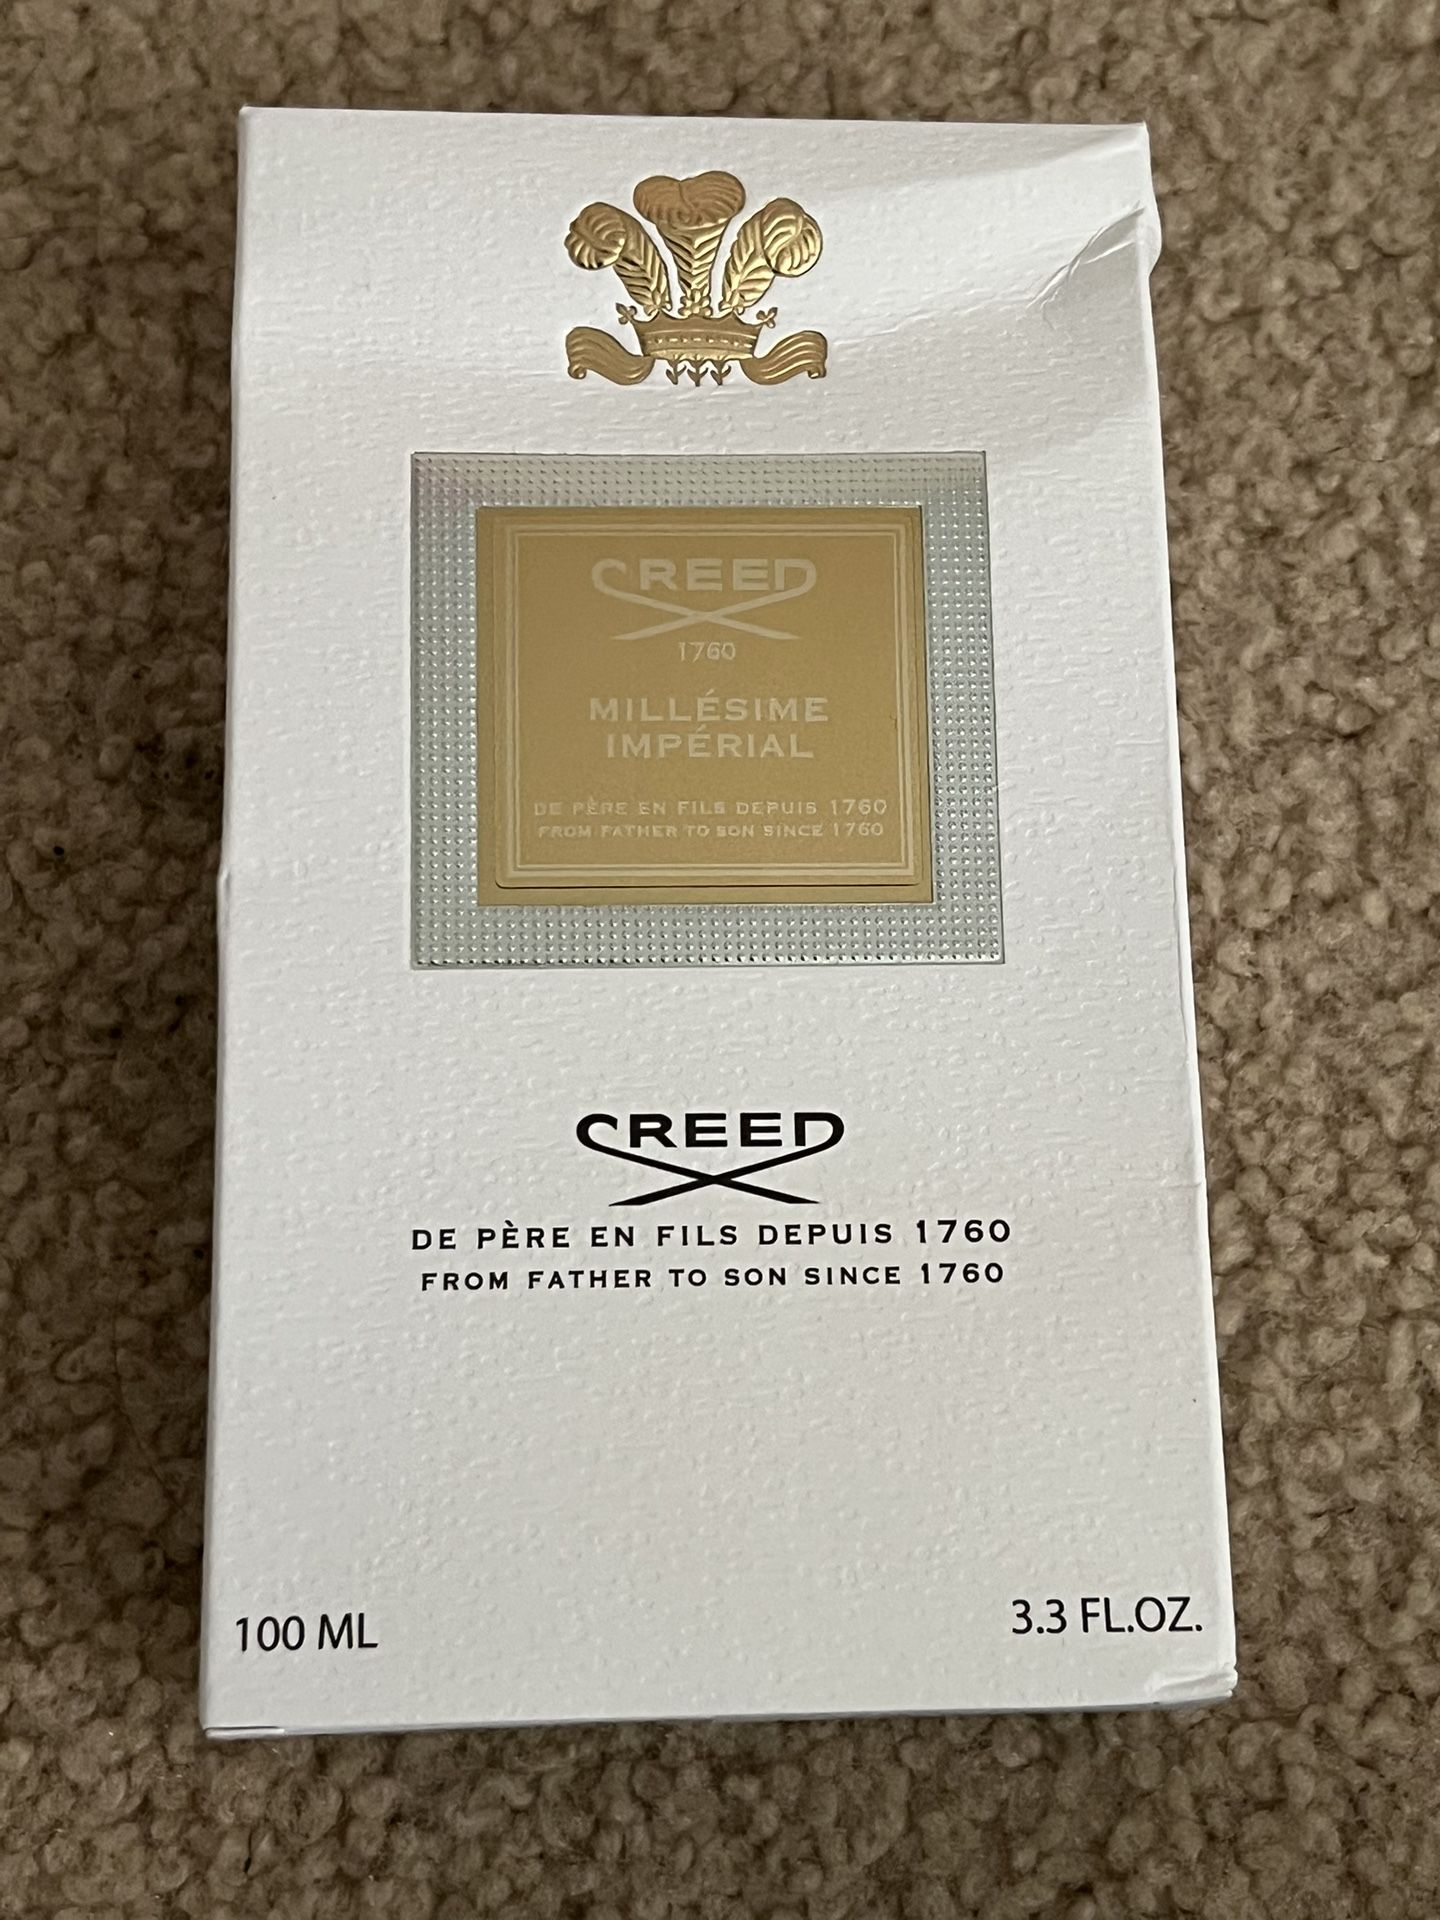 CREED
1760
MILLÉSIME
IMPÉRIAL
DE PÈRE EN FILS DEPUIS 1760
FROM FATHER TO SON SINCE 1760
CREED
DE PÈRE EN FILS DEPUIS 1760
FROM FATHER TO SON SINCE 1760
100 ML
3.3 FL.OZ.